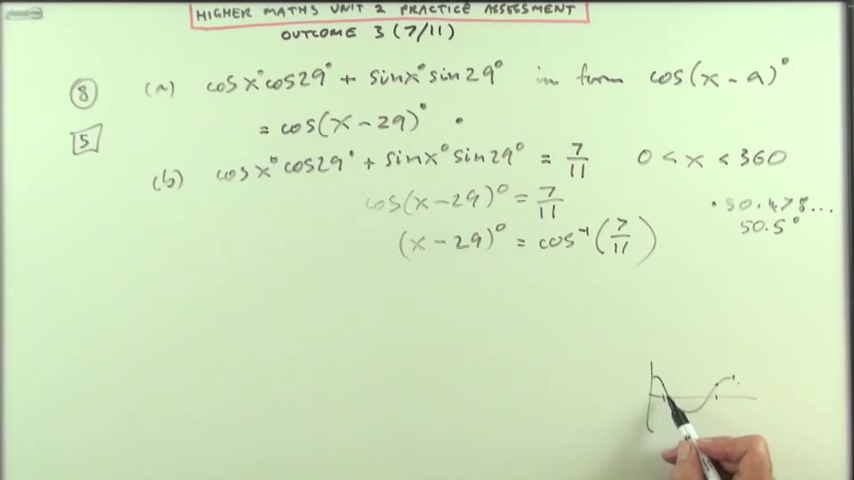 HIGHER MATHS UNIT 2 PRACTICE ASSESSMENT
OUTCOME 3 (7/11)
8 (a) cos x° cos 29° + sin x° sin 29° in form cos(x - a)°
= cos(x - 29)° .
5
(b) cos x° cos 29° + sin x° sin 29° = 7/11 0 < x < 360
cos(x - 29)° = 7/11
. 50.478...
(x - 29)° = cos⁻¹(7/11) 50.5°